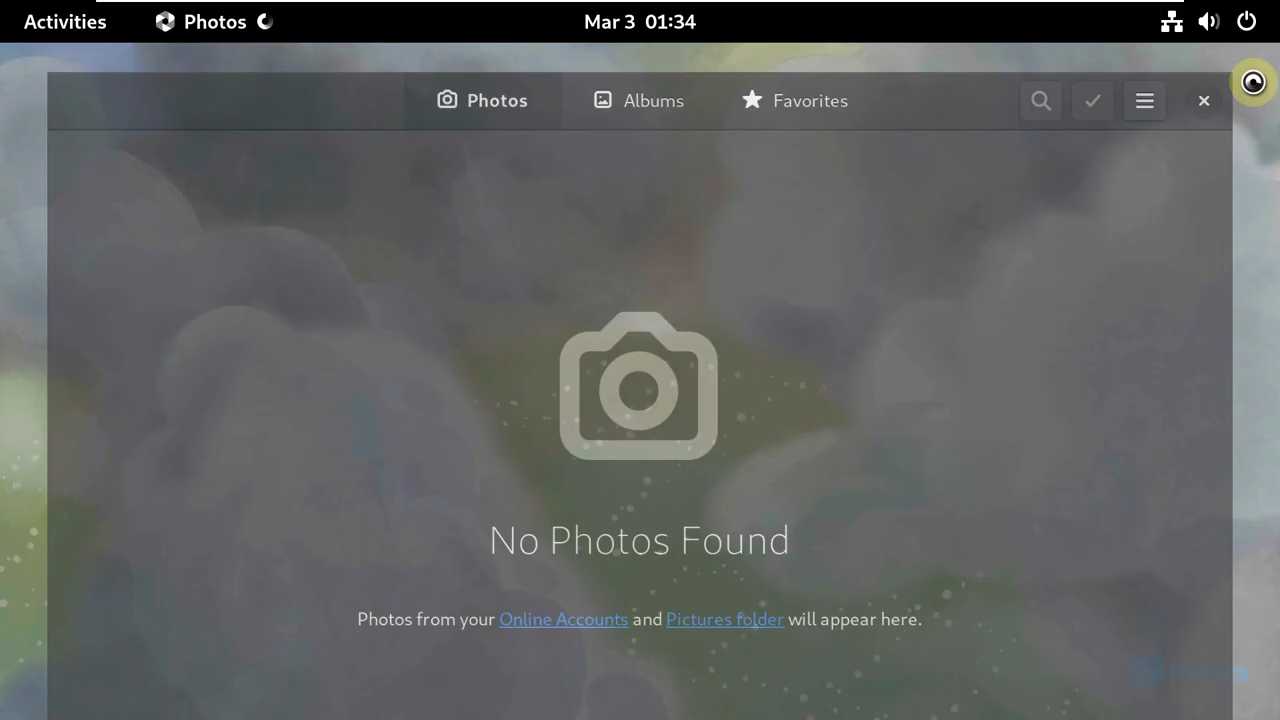 Activities Photos Mar 3 01:34
Photos Albums Favorites
No Photos Found
Photos from your Online Accounts and Pictures folder will appear here.